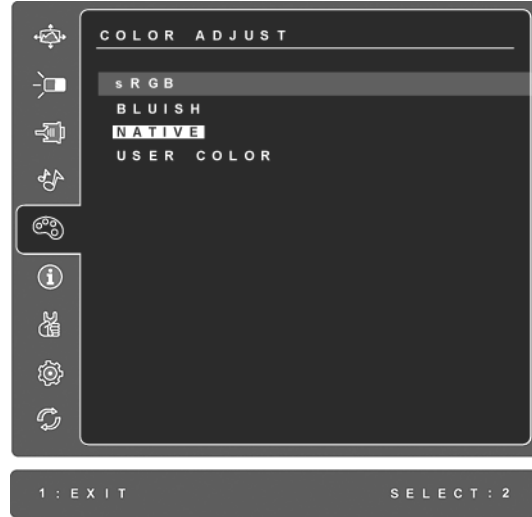 COLOR ADJUST
sRGB
BLUISH
NATIVE
USER COLOR
1:EXIT SELECT:2